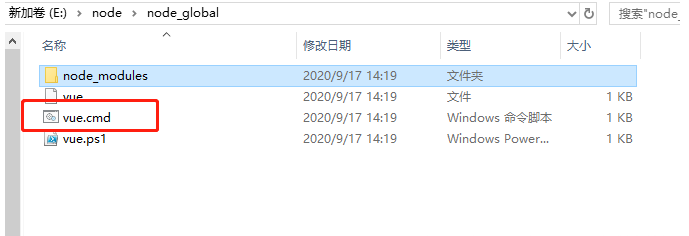 新加卷 (E:) > node > node_global
搜索"node_
名称 修改日期 类型 大小
node_modules 2020/9/17 14:19 文件夹
vue 2020/9/17 14:19 文件 1 KB
vue.cmd 2020/9/17 14:19 Windows 命令脚本 1 KB
vue.ps1 2020/9/17 14:19 Windows Power... 1 KB